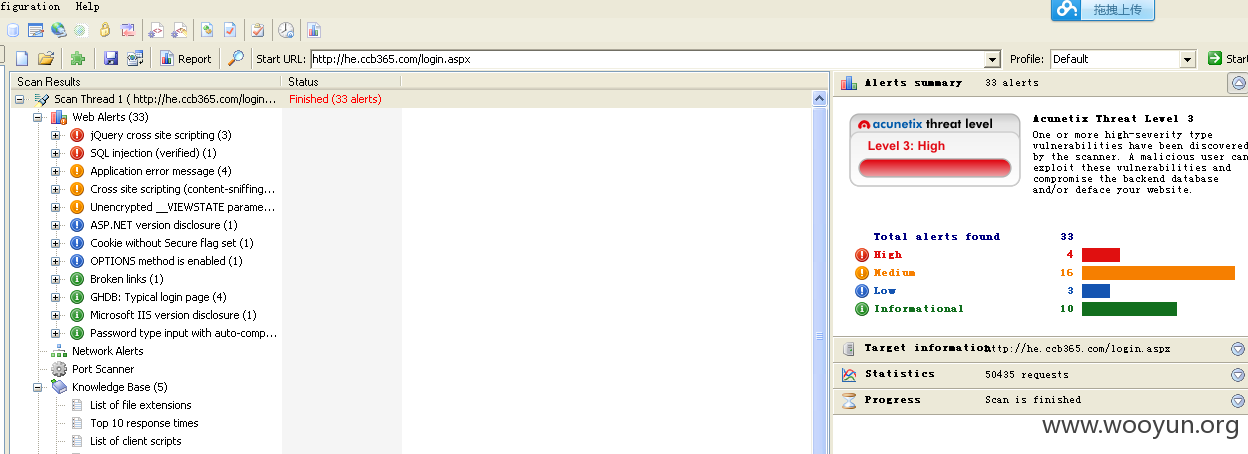 figuration Help
拖拽上传
Report Start URL: http://he.ccb365.com/login.aspx Profile: Default Start
Scan Results Status
Scan Thread 1 ( http://he.ccb365.com/login... Finished (33 alerts)
Web Alerts (33)
jQuery cross site scripting (3)
SQL injection (verified) (1)
Application error message (4)
Cross site scripting (content-sniffing...
Unencrypted __VIEWSTATE parame...
ASP.NET version disclosure (1)
Cookie without Secure flag set (1)
OPTIONS method is enabled (1)
Broken links (1)
GHDB: Typical login page (4)
Microsoft IIS version disclosure (1)
Password type input with auto-comp...
Network Alerts
Port Scanner
Knowledge Base (5)
List of file extensions
Top 10 response times
List of client scripts
Alerts summary 33 alerts
acunetix threat level
Level 3: High
Acunetix Threat Level 3
One or more high-severity type
vulnerabilities have been discovered
by the scanner. A malicious user can
exploit these vulnerabilities and
compromise the backend database
and/or deface your website.
Total alerts found 33
High 4
Medium 16
Low 3
Informational 10
Target information http://he.ccb365.com/login.aspx
Statistics 50435 requests
Progress Scan is finished
www.wooyun.org